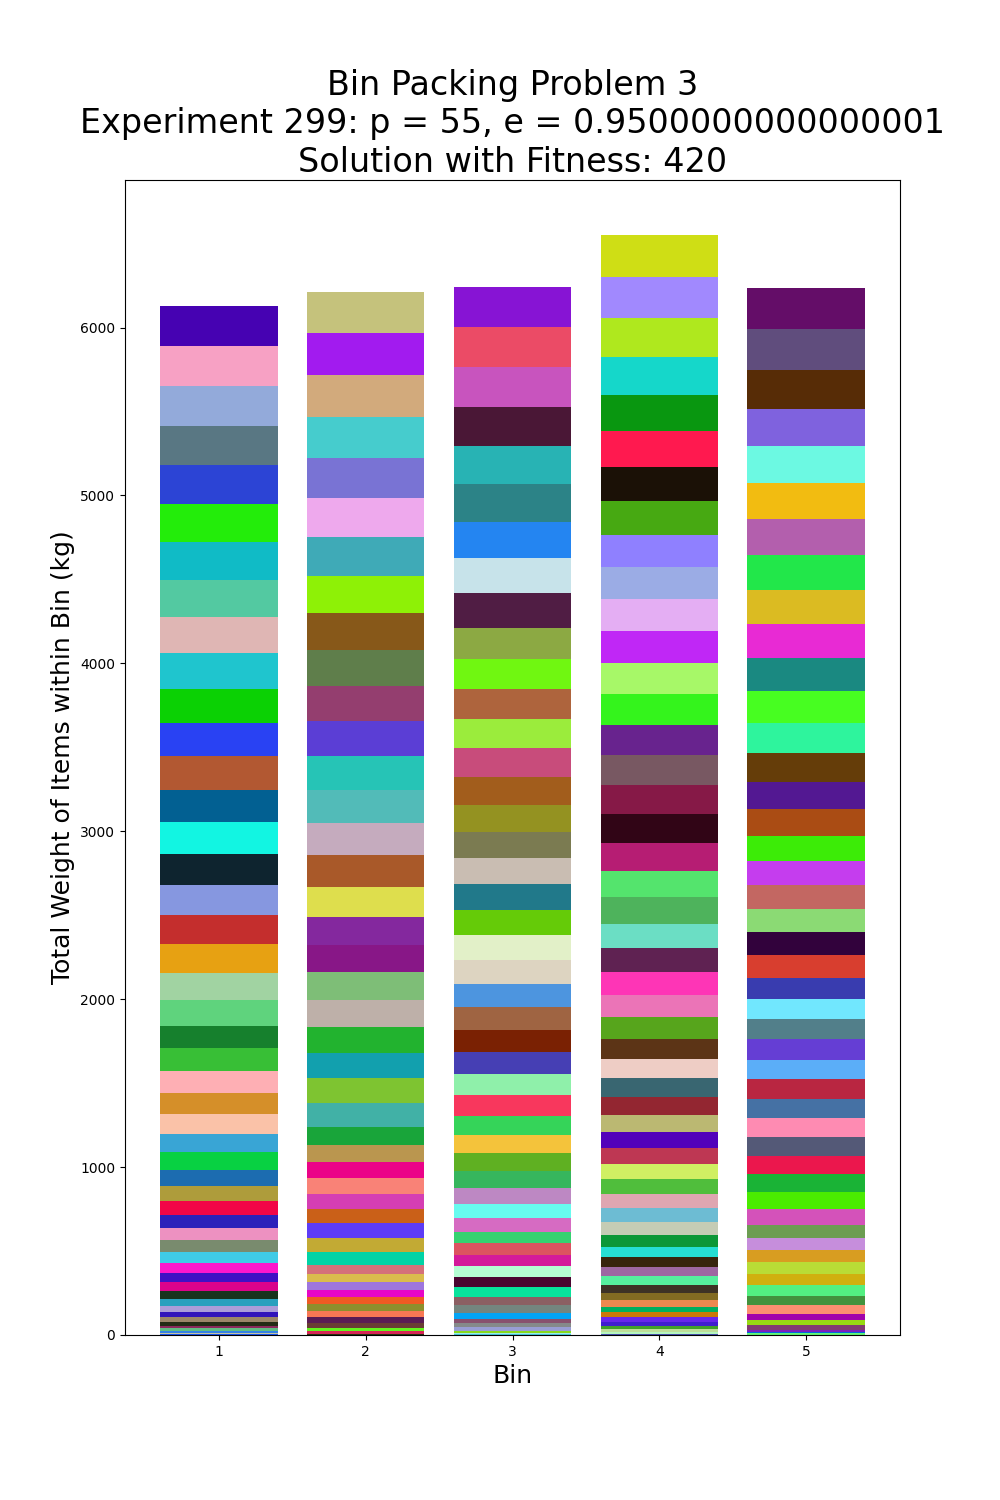 Bin Packing Problem 3
Experiment 299: p = 55, e = 0.9500000000000001
Solution with Fitness: 420
Total Weight of Items within Bin (kg)
6000
5000
4000
3000
2000
1000
0
1 2 3 4 5
Bin